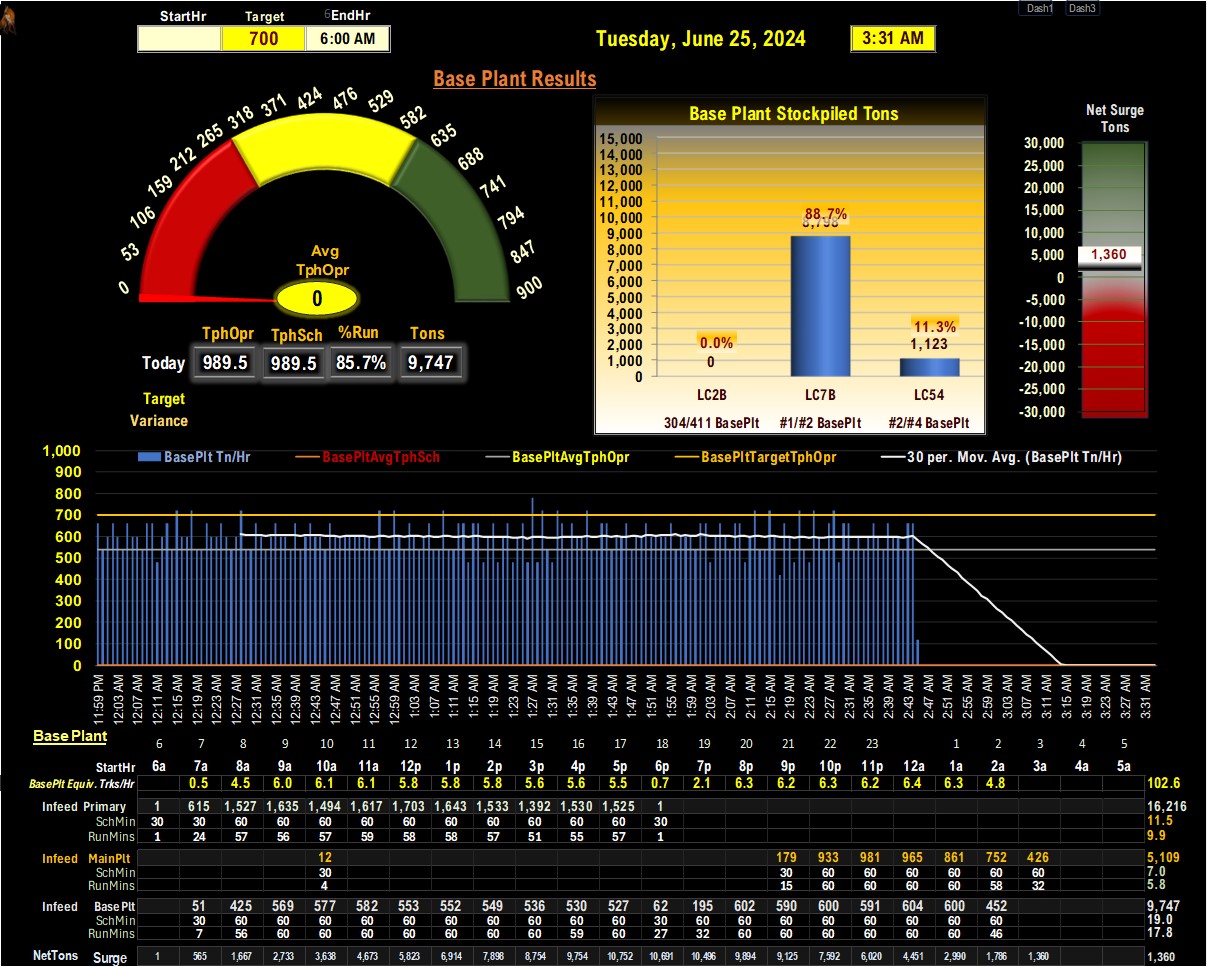 Dash1 Dash3
StartHr Target 6 EndHr
700 6:00 AM
Tuesday, June 25, 2024 3:31 AM
Base Plant Results
0 53 106 159 212 265 318 371 424 476 529 582 635 688 741 794 847 900
Avg
TphOpr
0
TphOpr TphSch %Run Tons
Today 989.5 989.5 85.7% 9,747
Target
Variance
Base Plant Stockpiled Tons
15,000
14,000
13,000
12,000
11,000
10,000
9,000
8,000
7,000
6,000
5,000
4,000
3,000
2,000
1,000
0
88.7%
8,798
0.0%
0
11.3%
1,123
LC2B LC7B LC54
304/411 BasePlt #1/#2 BasePlt #2/#4 BasePlt
Net Surge
Tons
30,000
25,000
20,000
15,000
10,000
5,000
0
-5,000
-10,000
-15,000
-20,000
-25,000
-30,000
1,360
BasePlt Tn/Hr BasePltAvgTphSch BasePltAvgTphOpr BasePltTargetTphOpr 30 per. Mov. Avg. (BasePlt Tn/Hr)
1,000
900
800
700
600
500
400
300
200
100
0
11:59 PM 12:03 AM 12:07 AM 12:11 AM 12:15 AM 12:19 AM 12:23 AM 12:27 AM 12:31 AM 12:35 AM 12:39 AM 12:43 AM 12:47 AM 12:51 AM 12:55 AM 12:59 AM 1:03 AM 1:07 AM 1:11 AM 1:15 AM 1:19 AM 1:23 AM 1:27 AM 1:31 AM 1:35 AM 1:39 AM 1:43 AM 1:47 AM 1:51 AM 1:55 AM 1:59 AM 2:03 AM 2:07 AM 2:11 AM 2:15 AM 2:19 AM 2:23 AM 2:27 AM 2:31 AM 2:35 AM 2:39 AM 2:43 AM 2:47 AM 2:51 AM 2:55 AM 2:59 AM 3:03 AM 3:07 AM 3:11 AM 3:15 AM 3:19 AM 3:23 AM 3:27 AM 3:31 AM
Base Plant
6 7 8 9 10 11 12 13 14 15 16 17 18 19 20 21 22 23 1 2 3 4 5
StartHr 6a 7a 8a 9a 10a 11a 12p 1p 2p 3p 4p 5p 6p 7p 8p 9p 10p 11p 12a 1a 2a 3a 4a 5a
BasePlt Equiv. Trks/Hr 0.5 4.5 6.0 6.1 6.1 5.8 5.8 5.8 5.6 5.6 5.5 0.7 2.1 6.3 6.2 6.3 6.2 6.4 6.3 4.8 102.6
Infeed Primary 1 615 1,527 1,635 1,494 1,617 1,703 1,643 1,533 1,392 1,530 1,525 1 16,216
SchMin 30 30 60 60 60 60 60 60 60 60 60 60 30 11.5
RunMins 1 24 57 56 57 59 58 58 57 51 55 57 1 9.9
Infeed MainPlt 12 179 933 981 965 861 752 426 5,109
SchMin 30 30 60 60 60 60 60 60 7.0
RunMins 4 15 60 60 60 60 58 32 5.8
Infeed BasePlt 51 425 569 577 582 553 552 549 536 530 527 62 195 602 590 600 591 604 600 452 9,747
SchMin 30 60 60 60 60 60 60 60 60 60 60 30 60 60 60 60 60 60 60 60 19.0
RunMins 7 56 60 60 60 60 60 60 60 59 60 27 32 60 60 60 60 60 60 46 17.8
NetTons Surge 1 565 1,667 2,733 3,638 4,673 5,823 6,914 7,898 8,754 9,754 10,752 10,691 10,496 9,894 9,125 7,592 6,020 4,451 2,990 1,786 1,360 1,360